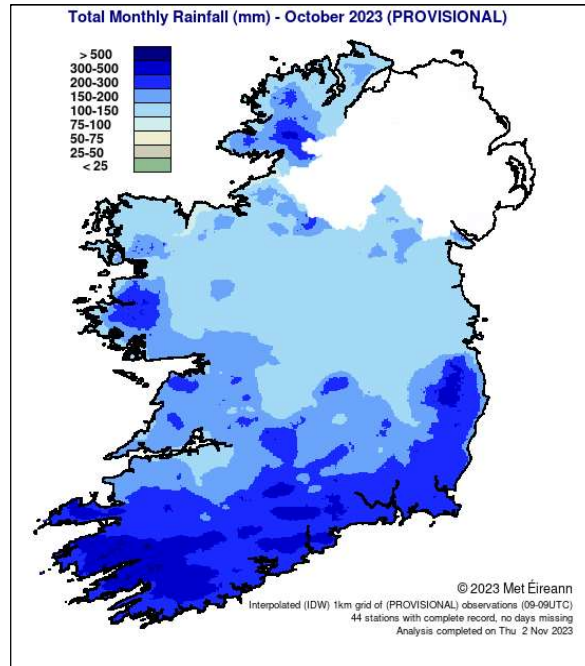 Total Monthly Rainfall (mm) - October 2023 (PROVISIONAL)
> 500
300-500
200-300
150-200
100-150
75-100
50-75
25-50
< 25
© 2023 Met Éireann
Interpolated (IDW) 1km grid of (PROVISIONAL) observations (09-09UTC)
44 stations with complete record, no days missing
Analysis completed on Thu 2 Nov 2023